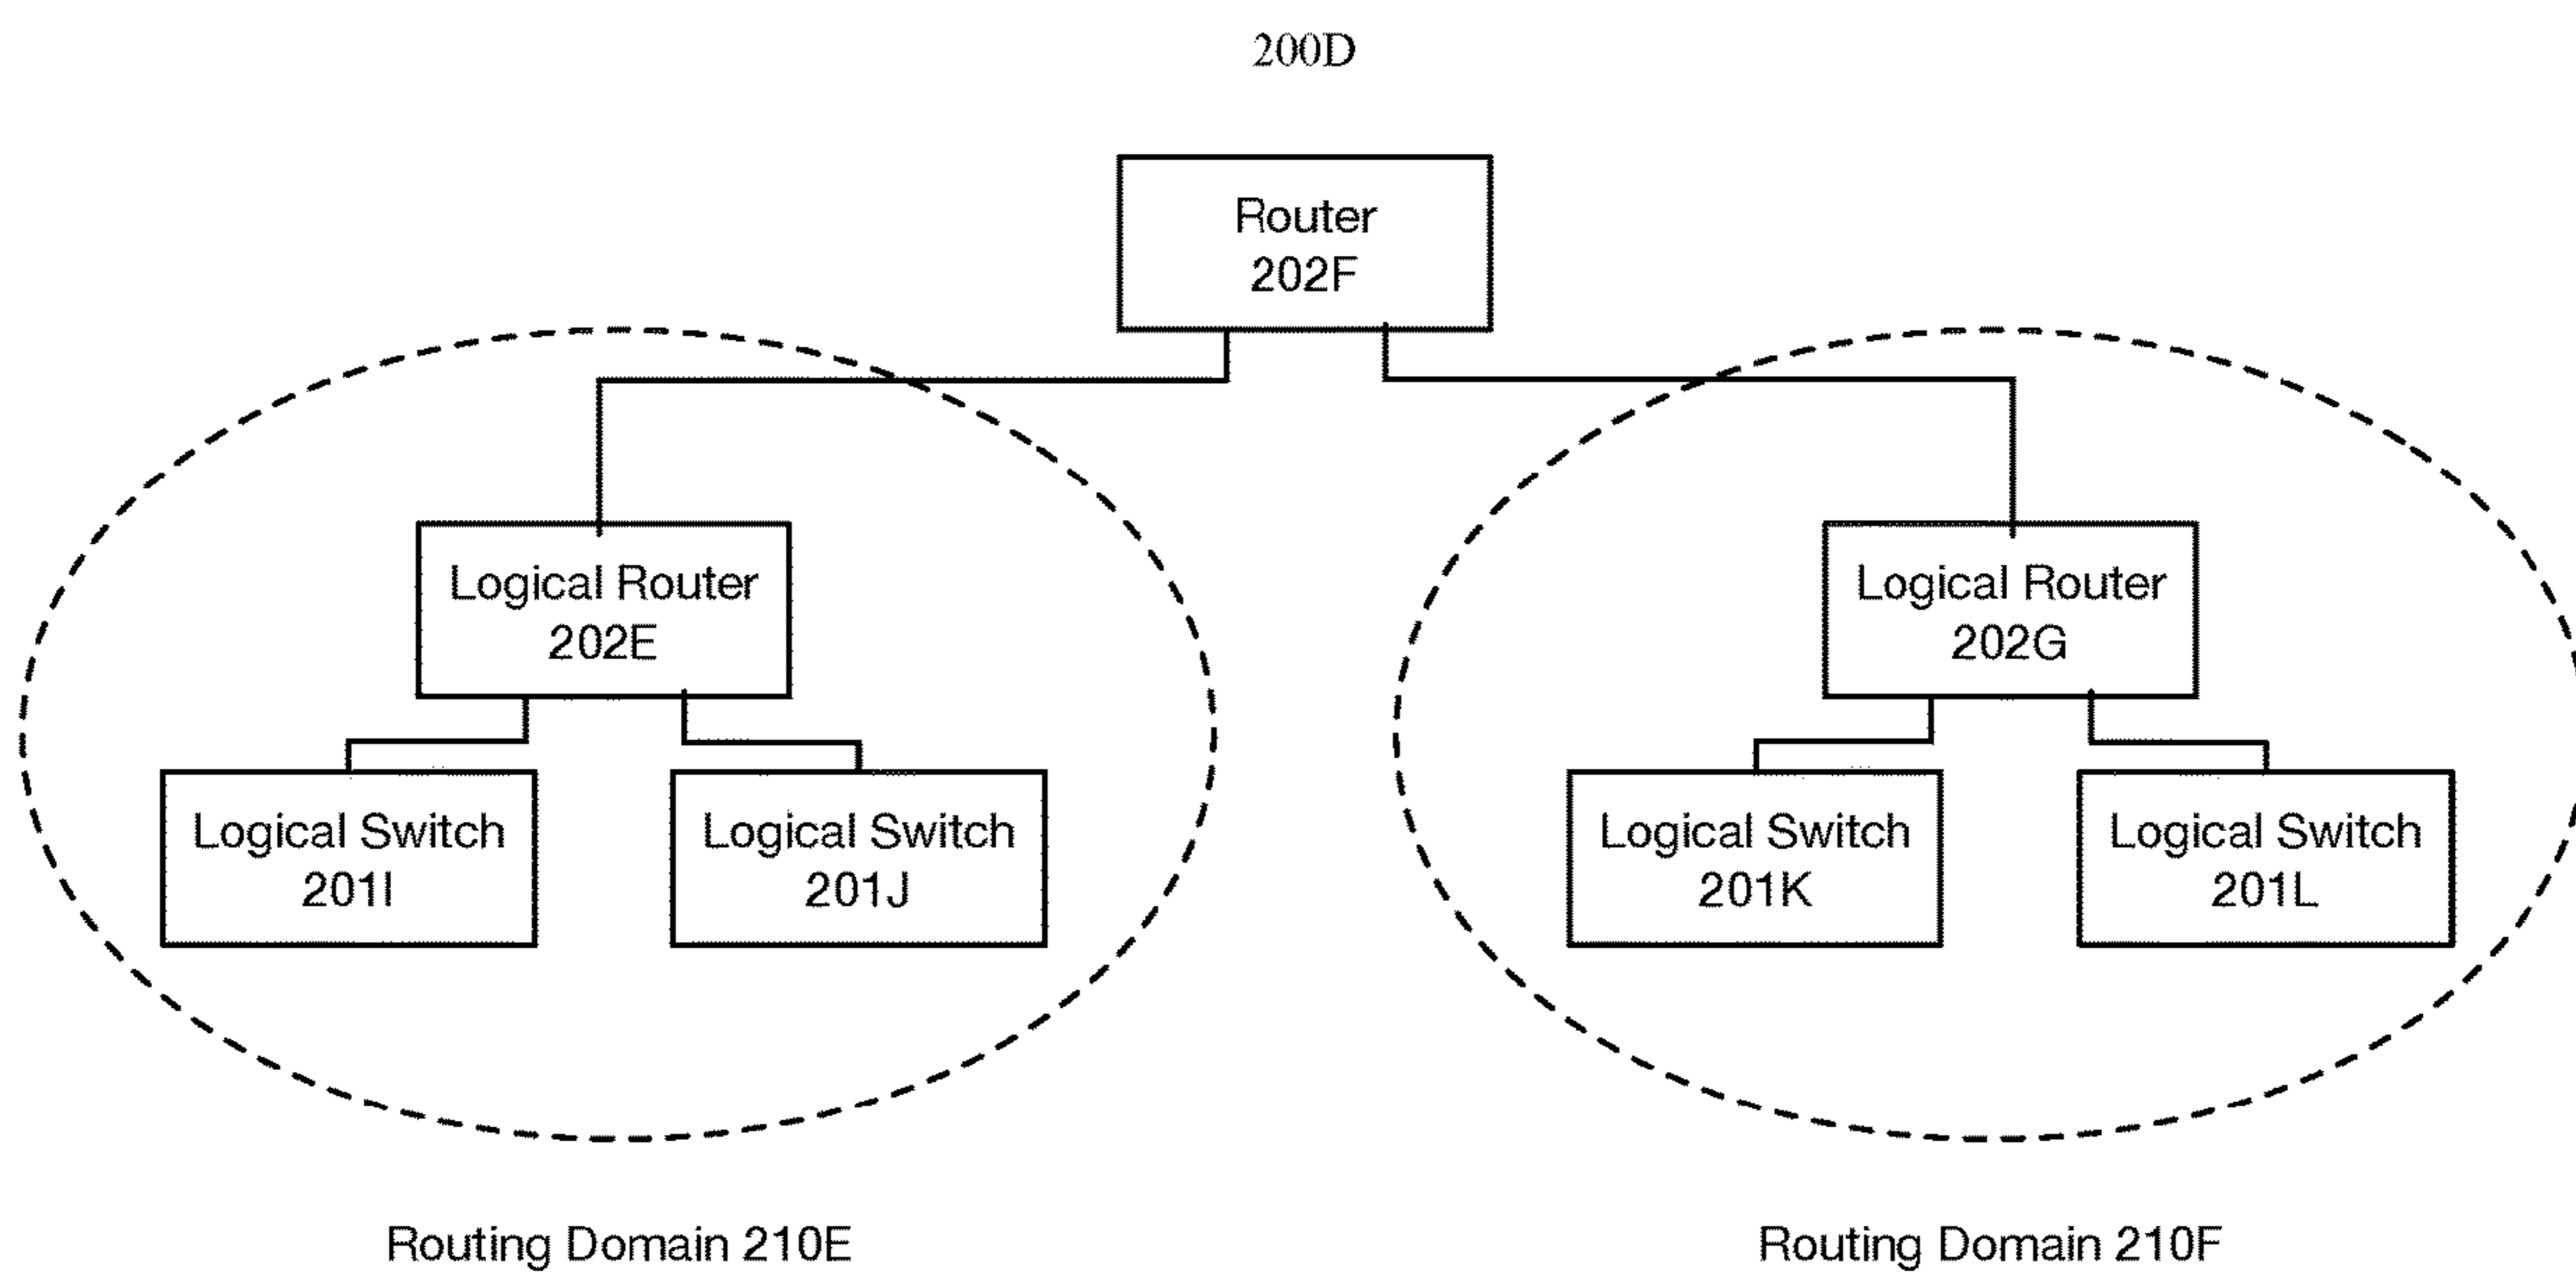 200D
Router
202F
Logical Router
202E
Logical Router
202G
Logical Switch
201I
Logical Switch
201J
Logical Switch
201K
Logical Switch
201L
Routing Domain 210E
Routing Domain 210F